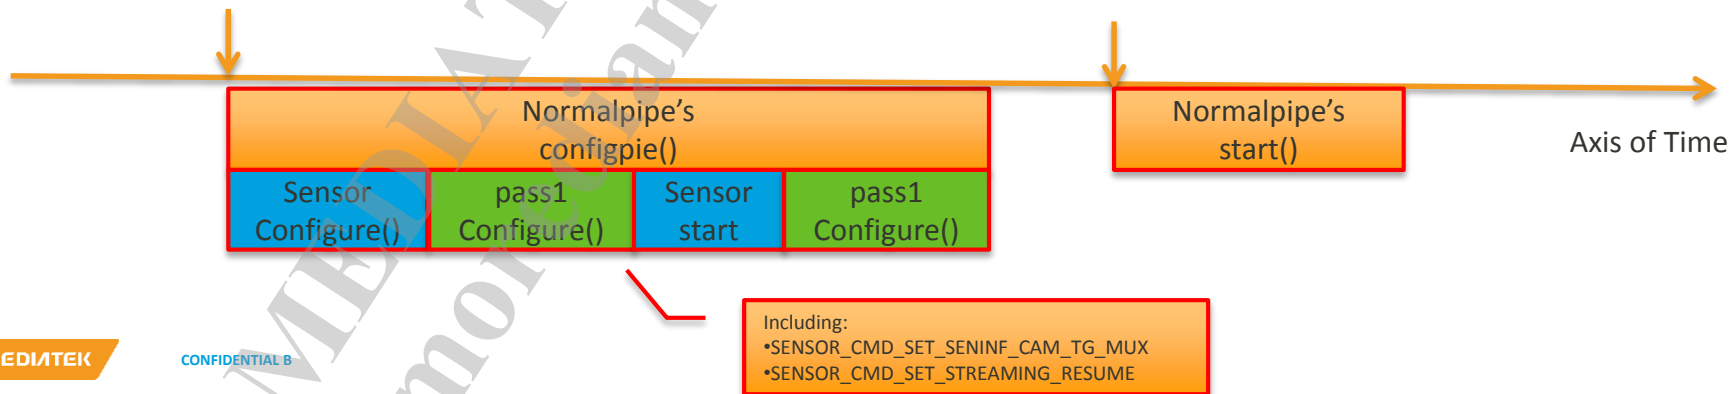 Normalpipe's
configpie()
Normalpipe's
start()
Axis of Time
Sensor
Configure()
pass1
Configure()
Sensor
start
pass1
Configure()
Including:
•SENSOR_CMD_SET_SENINF_CAM_TG_MUX
•SENSOR_CMD_SET_STREAMING_RESUME
EDIATEK
CONFIDENTIAL B
MEDIAT